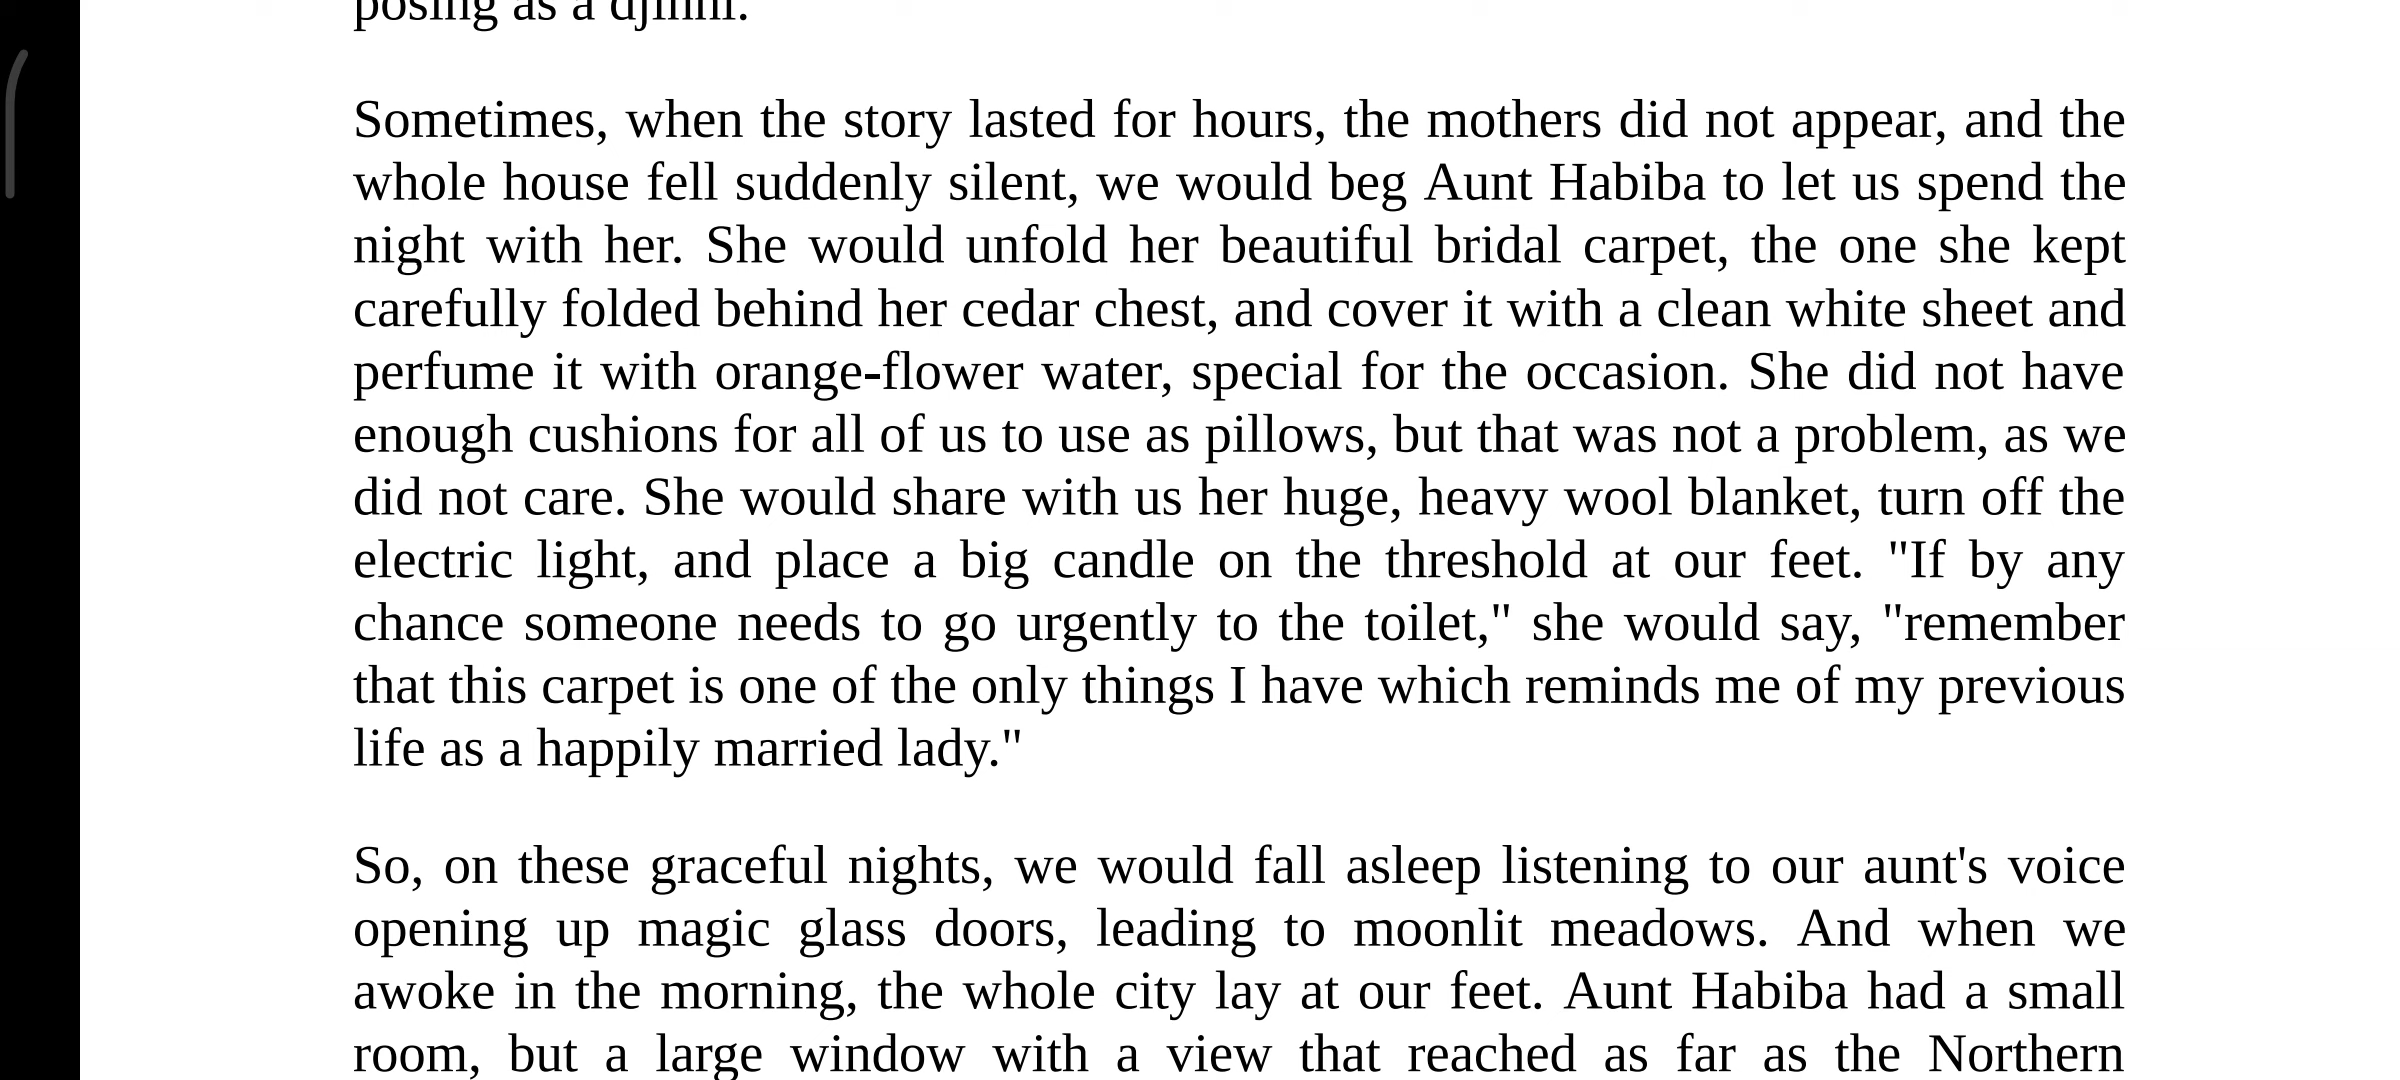 posing as a djinni.
Sometimes, when the story lasted for hours, the mothers did not appear, and the
whole house fell suddenly silent, we would beg Aunt Habiba to let us spend the
night with her. She would unfold her beautiful bridal carpet, the one she kept
carefully folded behind her cedar chest, and cover it with a clean white sheet and
perfume it with orange-flower water, special for the occasion. She did not have
enough cushions for all of us to use as pillows, but that was not a problem, as we
did not care. She would share with us her huge, heavy wool blanket, turn off the
electric light, and place a big candle on the threshold at our feet. "If by any
chance someone needs to go urgently to the toilet," she would say, "remember
that this carpet is one of the only things I have which reminds me of my previous
life as a happily married lady."
So, on these graceful nights, we would fall asleep listening to our aunt's voice
opening up magic glass doors, leading to moonlit meadows. And when we
awoke in the morning, the whole city lay at our feet. Aunt Habiba had a small
room, but a large window with a view that reached as far as the Northern